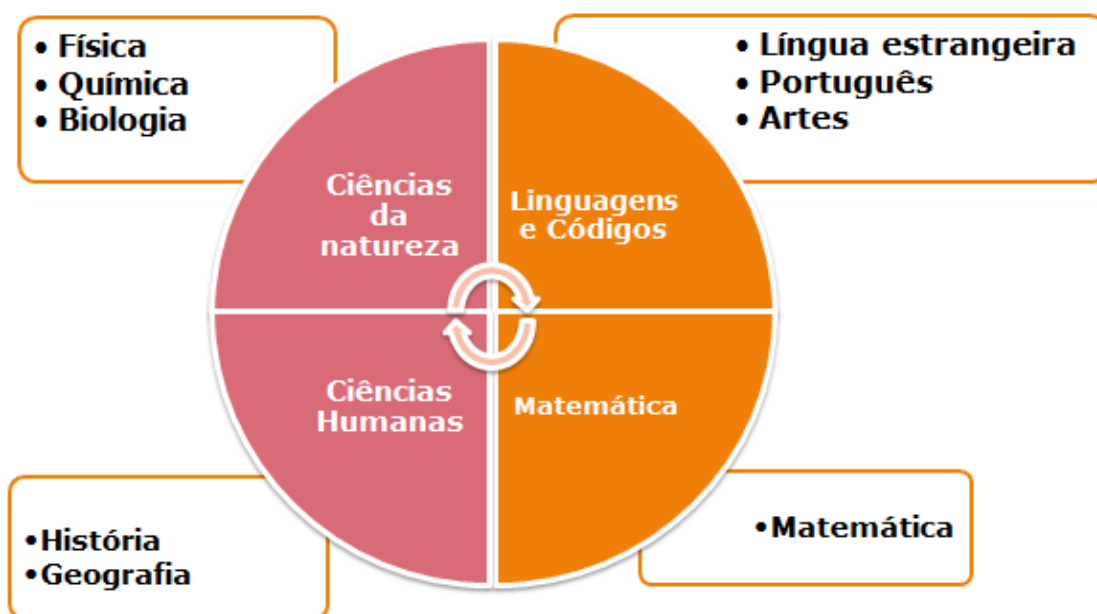 • Física
• Química
• Biologia
• Língua estrangeira
• Português
• Artes
Ciências
da
natureza
Linguagens
e Códigos
Ciências
Humanas
Matemática
•História
•Geografia
•Matemática